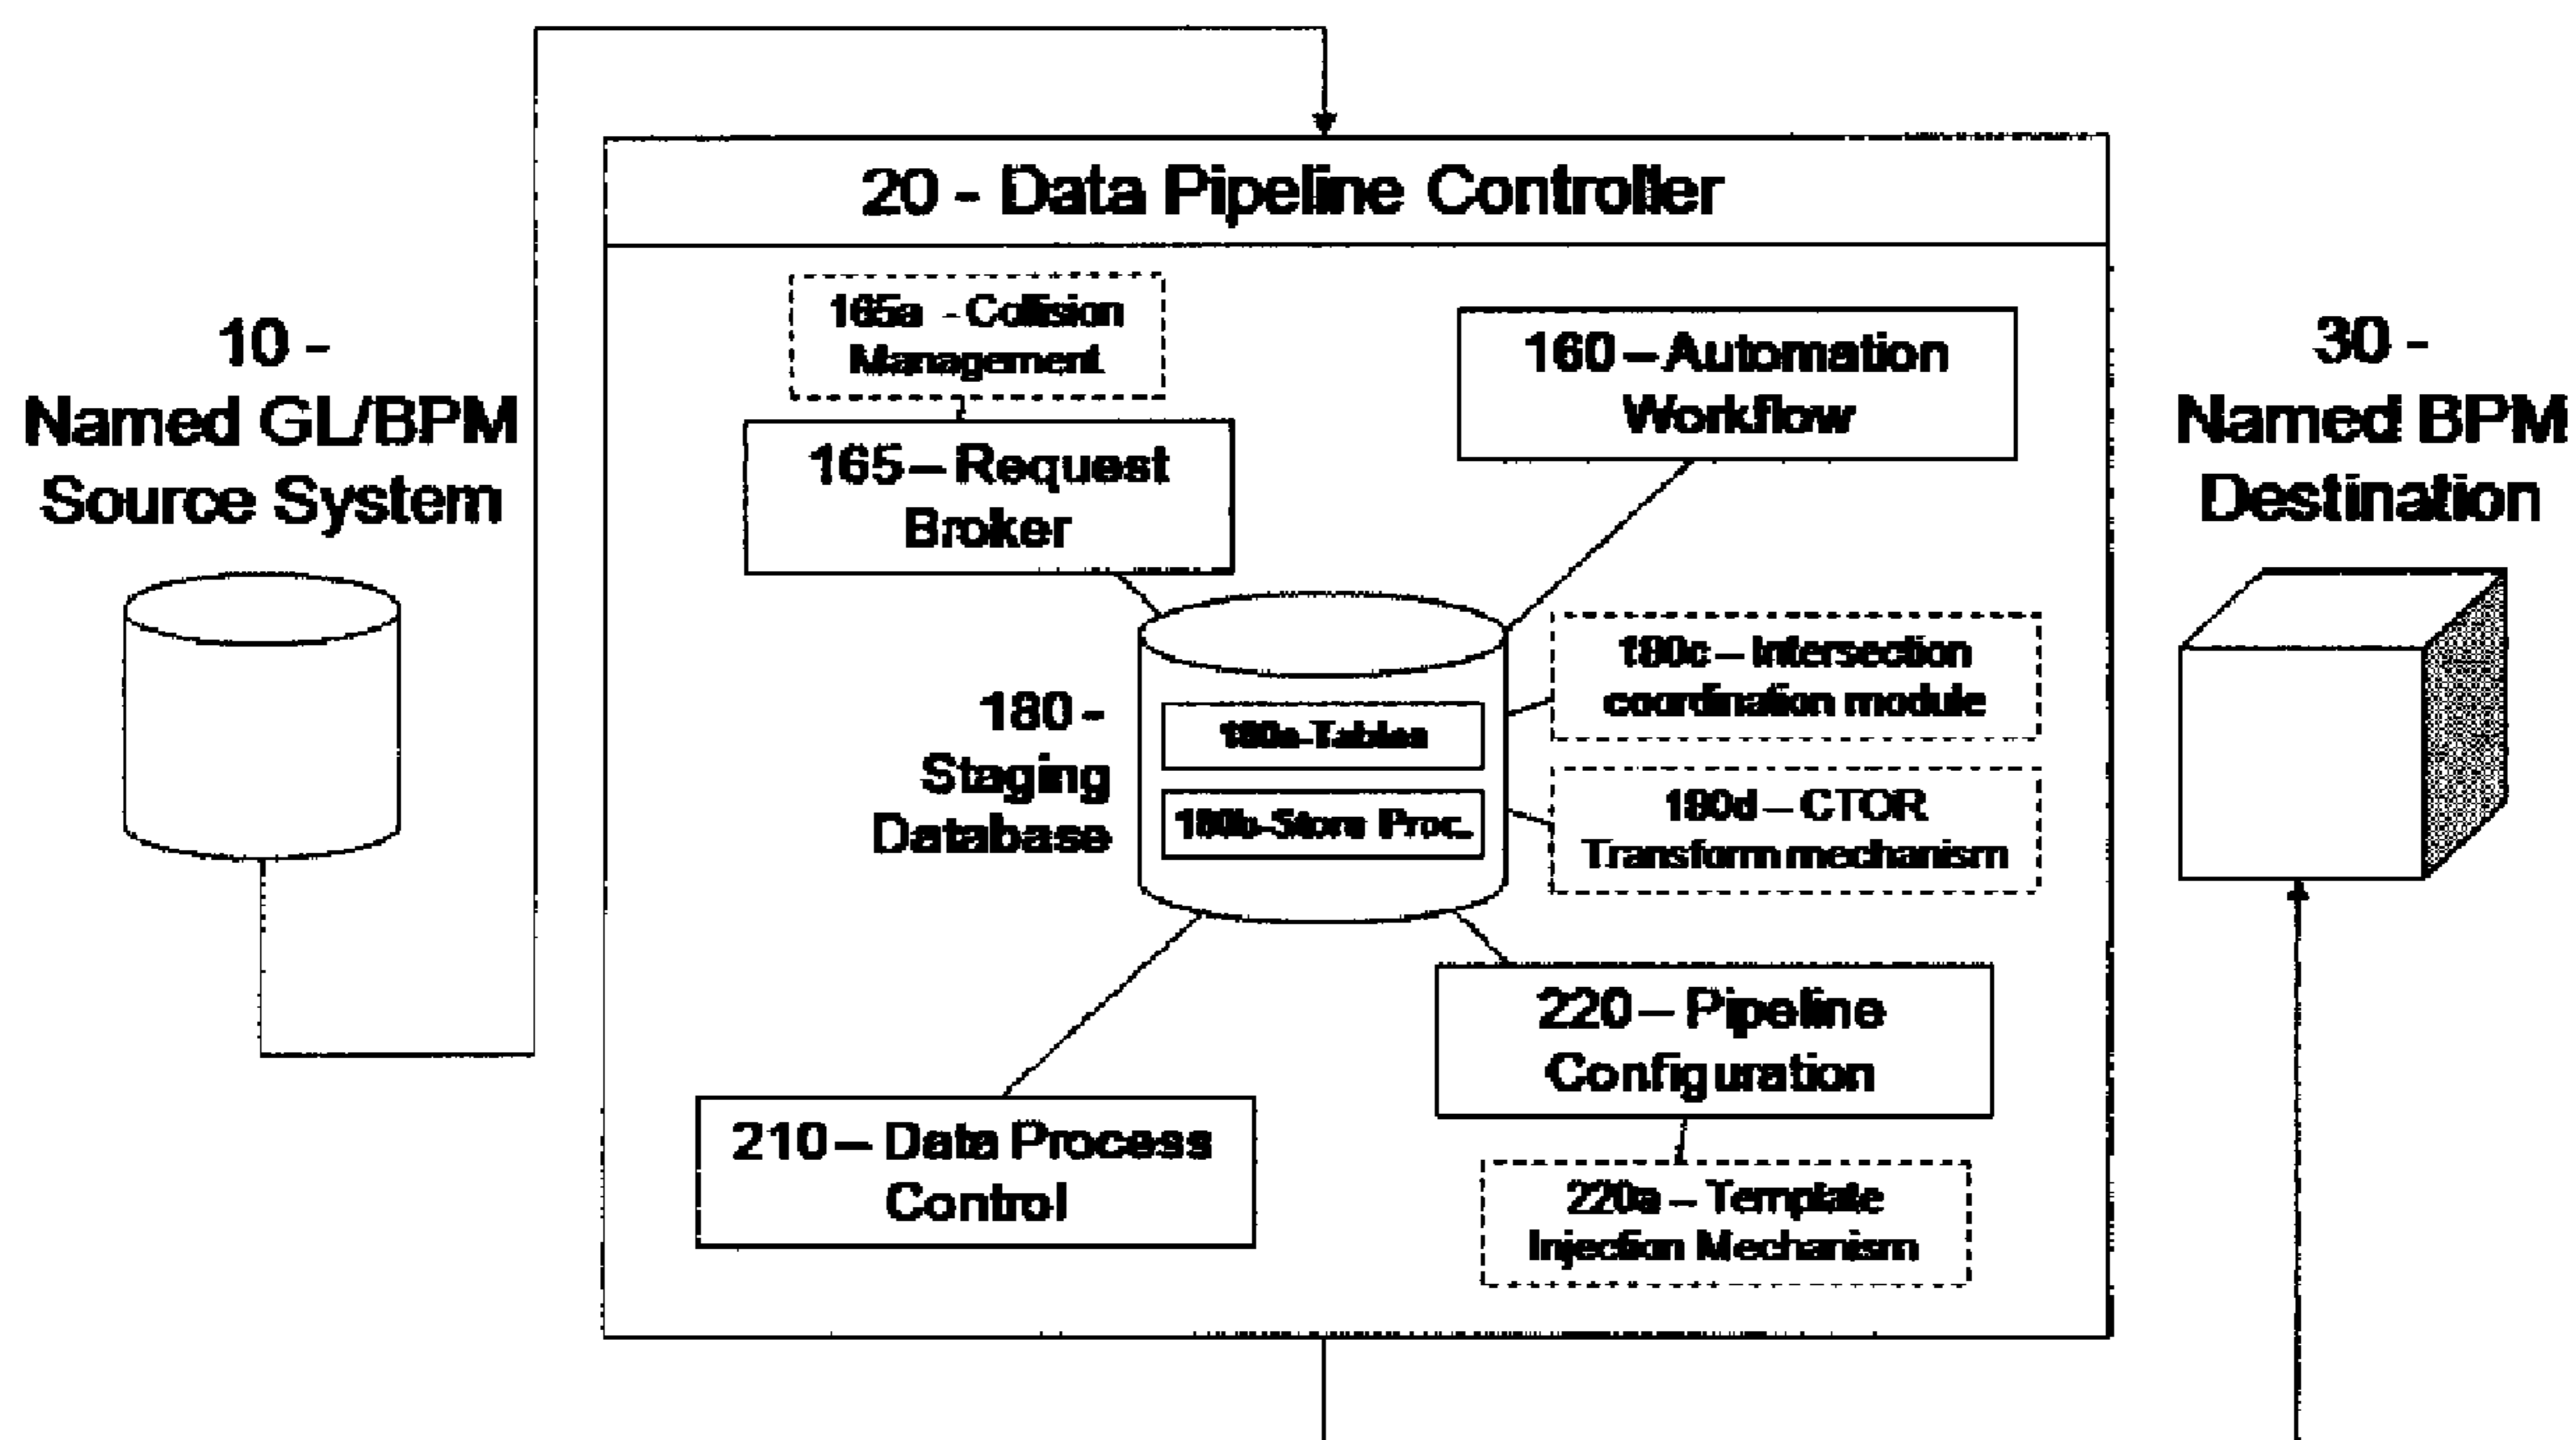 20 - Data Pipeline Controller
10 -
Named GL/BPM
Source System
165a - Collision
Management
165 – Request
Broker
160 – Automation
Workflow
180 -
Staging
Database
180a-Tables
180b-Store Proc.
180c – Intersection
coordination module
180d – CTOR
Transform mechanism
210 – Data Process
Control
220 – Pipeline
Configuration
220a – Template
Injection Mechanism
30 -
Named BPM
Destination